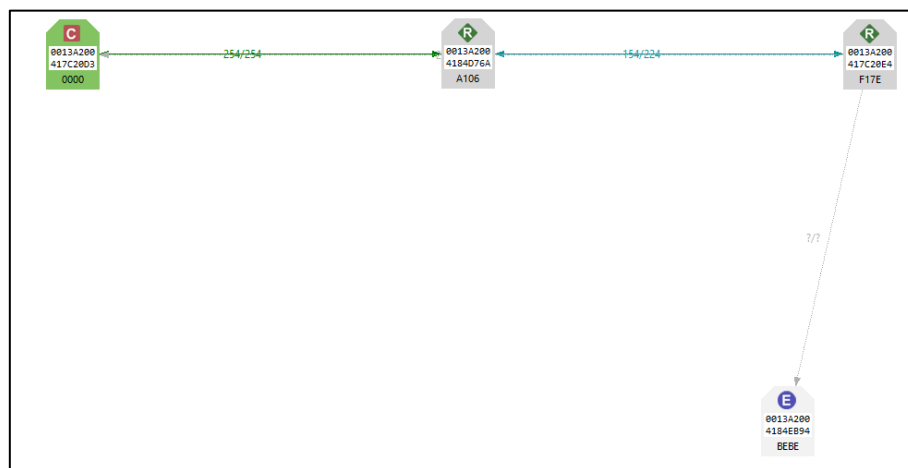 C
0013A200
417C20D3
0000
254/254
R
0013A200
4184D76A
A106
154/224
R
0013A200
417C20E4
F17E
?/?
E
0013A200
4184EB94
BEBE